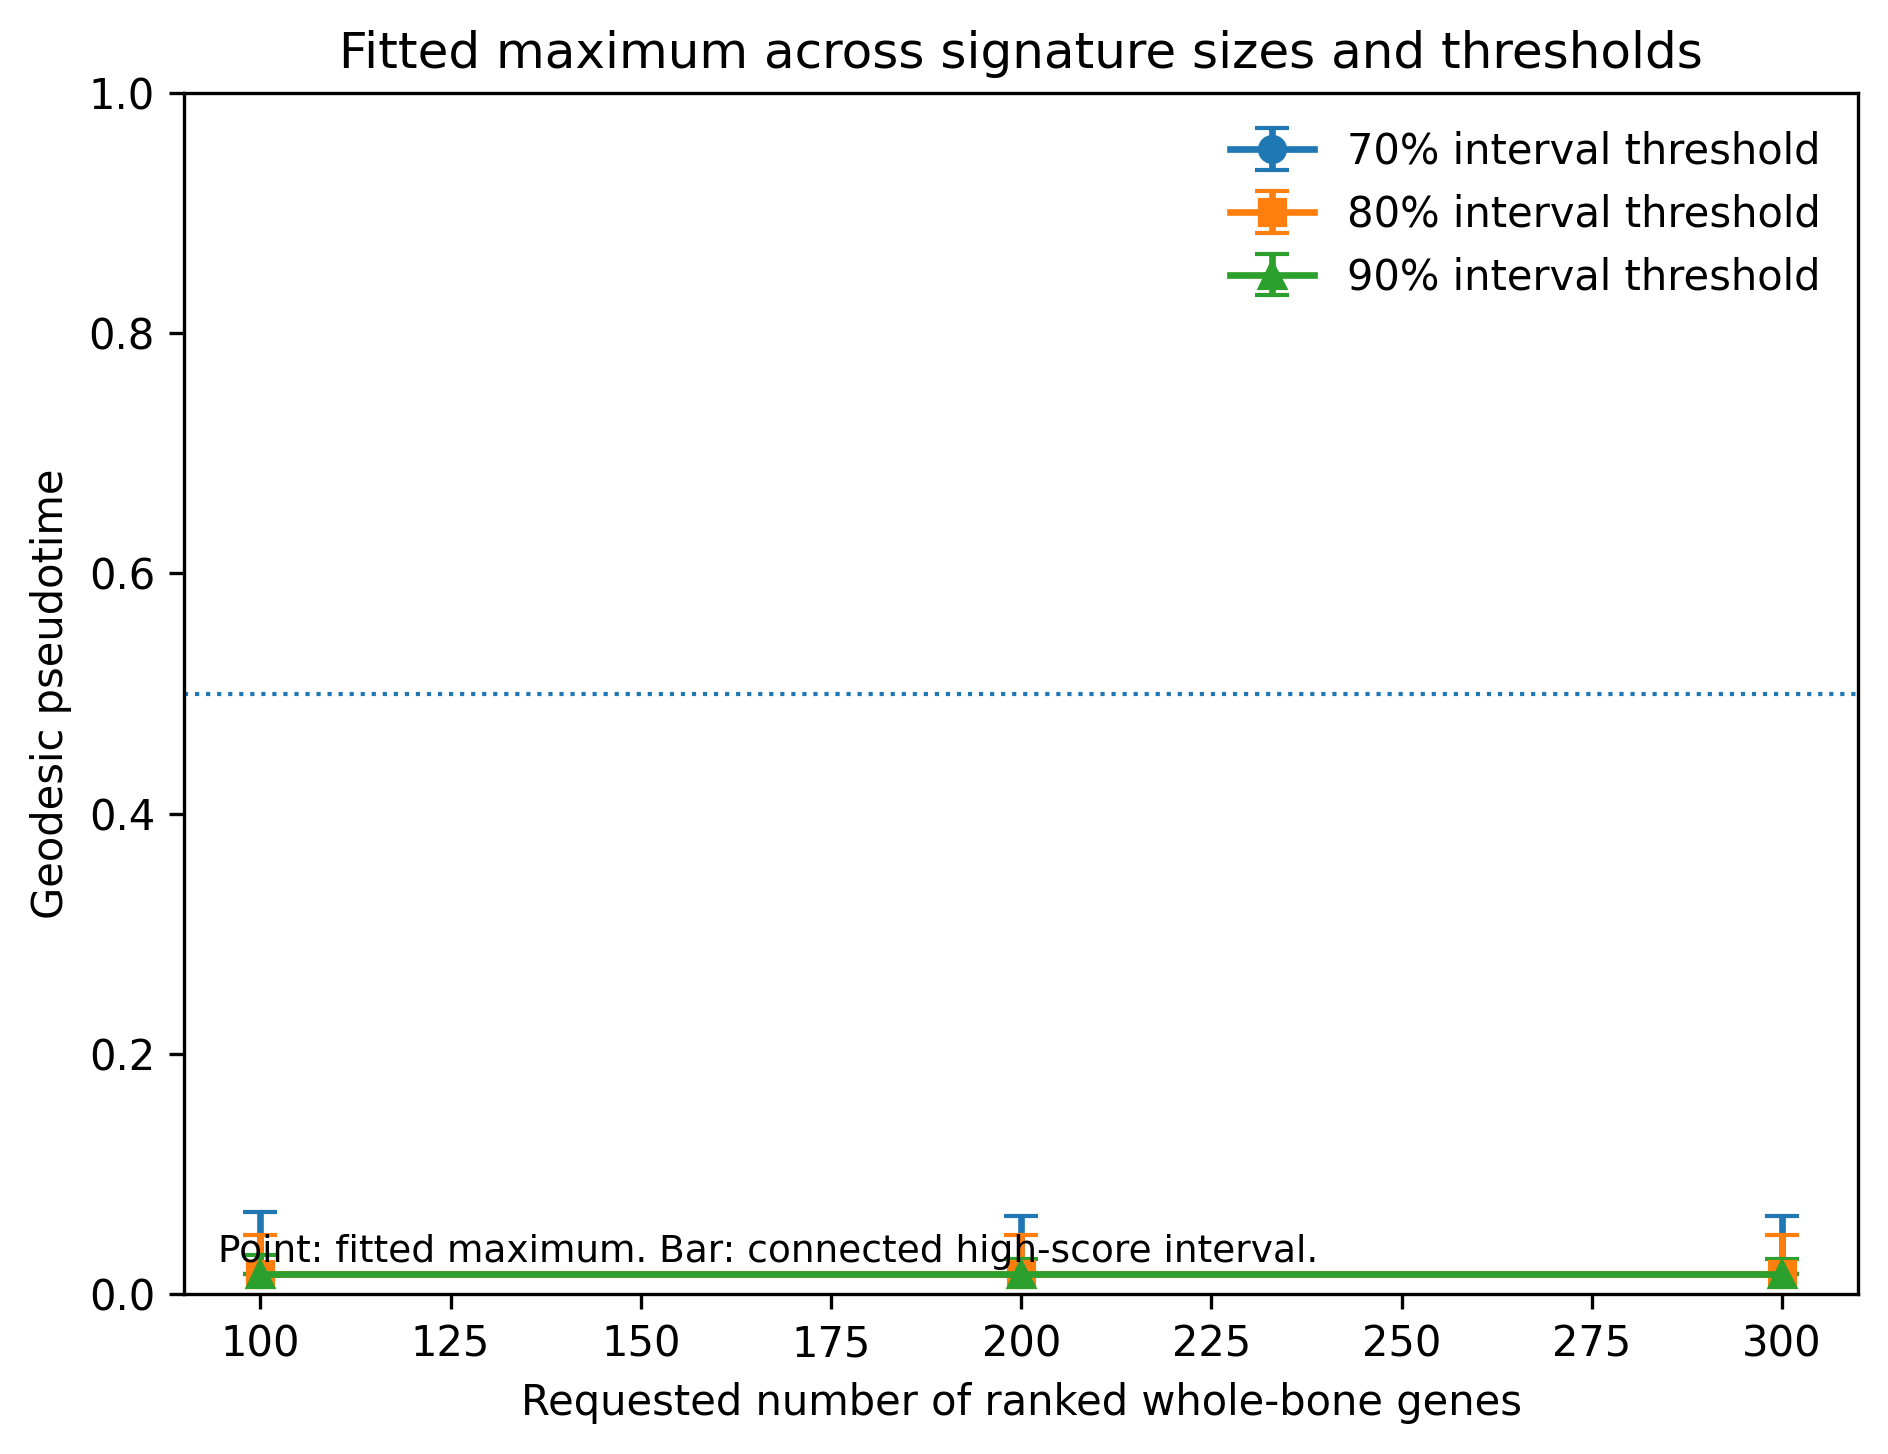 Fitted maximum across signature sizes and thresholds
1.0
0.8
0.6
0.4
0.2
0.0
Geodesic pseudotime
70% interval threshold
80% interval threshold
90% interval threshold
Point: fitted maximum. Bar: connected high-score interval.
100 125 150 175 200 225 250 275 300
Requested number of ranked whole-bone genes